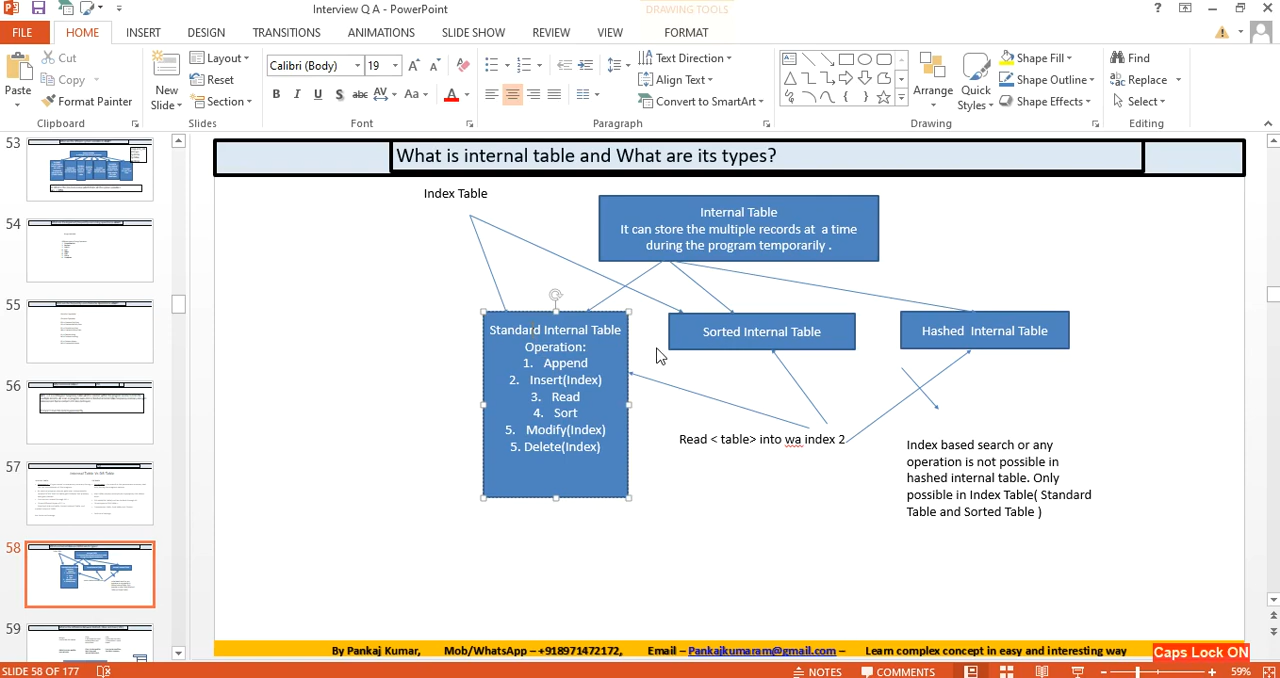 Interview Q A - PowerPoint
DRAWING TOOLS
FILE HOME INSERT DESIGN TRANSITIONS ANIMATIONS SLIDE SHOW REVIEW VIEW FORMAT
Paste
Cut
Copy
Format Painter
Clipboard
New
Slide
Layout
Reset
Section
Slides
Calibri (Body) 19
B I U S abc AV Aa A
Font
Text Direction
Align Text
Convert to SmartArt
Paragraph
Arrange
Quick
Styles
Shape Fill
Shape Outline
Shape Effects
Drawing
Find
Replace
Select
Editing
53
54
55
56
57
58
59
What is internal table and What are its types?
Index Table
Internal Table
It can store the multiple records at a time
during the program temporarily .
Standard Internal Table
Operation:
1. Append
2. Insert(Index)
3. Read
4. Sort
5. Modify(Index)
5. Delete(Index)
Sorted Internal Table
Hashed Internal Table
Read < table> into wa index 2
Index based search or any
operation is not possible in
hashed internal table. Only
possible in Index Table( Standard
Table and Sorted Table )
By Pankaj Kumar, Mob/WhatsApp – +918971472172, Email – Pankajkumaram@gmail.com – Learn complex concept in easy and interesting way
Caps Lock ON
SLIDE 58 OF 177
NOTES
COMMENTS
59%